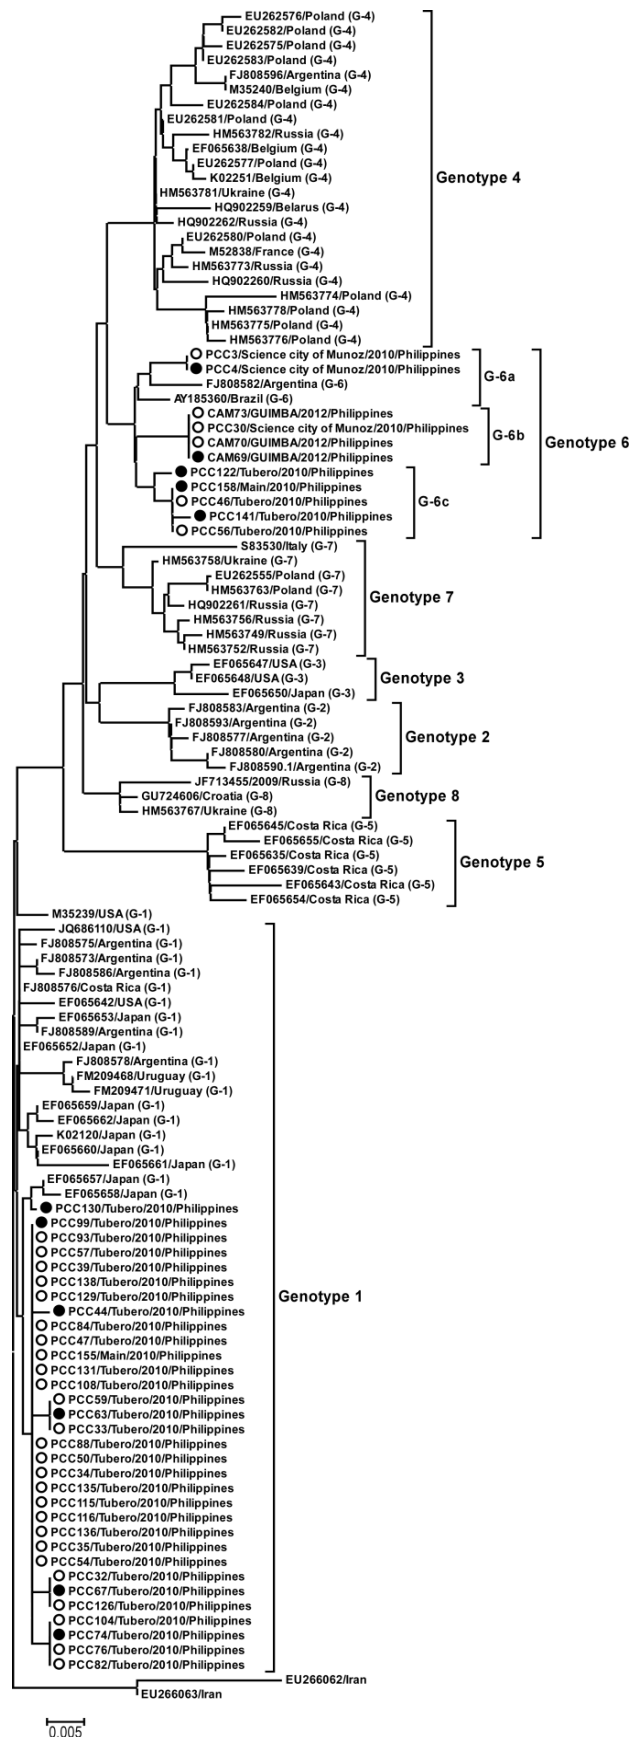 EU262576/Poland (G-4)
EU262582/Poland (G-4)
EU262575/Poland (G-4)
EU262583/Poland (G-4)
FJ808596/Argentina (G-4)
M35240/Belgium (G-4)
EU262584/Poland (G-4)
EU262581/Poland (G-4)
HM563782/Russia (G-4)
EF065638/Belgium (G-4)
EU262577/Poland (G-4)
K02251/Belgium (G-4)
Genotype 4
HM563781/Ukraine (G-4)
HQ902259/Belarus (G-4)
HQ902262/Russia (G-4)
EU262580/Poland (G-4)
M52838/France (G-4)
HM563773/Russia (G-4)
HQ902260/Russia (G-4)
HM563774/Poland (G-4)
HM563778/Poland (G-4)
HM563775/Poland (G-4)
HM563776/Poland (G-4)
PCC3/Science city of Munoz/2010/Philippines
PCC4/Science city of Munoz/2010/Philippines
G-6a
FJ808582/Argentina (G-6)
AY185360/Brazil (G-6)
CAM73/GUIMBA/2012/Philippines
PCC30/Science city of Munoz/2010/Philippines
G-6b
CAM70/GUIMBA/2012/Philippines
Genotype 6
CAM69/GUIMBA/2012/Philippines
PCC122/Tubero/2010/Philippines
PCC158/Main/2010/Philippines
PCC46/Tubero/2010/Philippines
G-6c
PCC141/Tubero/2010/Philippines
PCC56/Tubero/2010/Philippines
S83530/Italy (G-7)
HM563758/Ukraine (G-7)
EU262555/Poland (G-7)
HM563763/Poland (G-7)
Genotype 7
HQ902261/Russia (G-7)
HM563756/Russia (G-7)
HM563749/Russia (G-7)
HM563752/Russia (G-7)
EF065647/USA (G-3)
EF065648/USA (G-3)
Genotype 3
EF065650/Japan (G-3)
FJ808583/Argentina (G-2)
FJ808593/Argentina (G-2)
FJ808577/Argentina (G-2)
Genotype 2
FJ808580/Argentina (G-2)
FJ808590.1/Argentina (G-2)
JF713455/2009/Russia (G-8)
GU724606/Croatia (G-8)
Genotype 8
HM563767/Ukraine (G-8)
EF065645/Costa Rica (G-5)
EF065655/Costa Rica (G-5)
EF065635/Costa Rica (G-5)
Genotype 5
EF065639/Costa Rica (G-5)
EF065643/Costa Rica (G-5)
EF065654/Costa Rica (G-5)
M35239/USA (G-1)
JQ686110/USA (G-1)
FJ808575/Argentina (G-1)
FJ808573/Argentina (G-1)
FJ808586/Argentina (G-1)
FJ808576/Costa Rica (G-1)
EF065642/USA (G-1)
EF065653/Japan (G-1)
FJ808589/Argentina (G-1)
EF065652/Japan (G-1)
FJ808578/Argentina (G-1)
FM209468/Uruguay (G-1)
FM209471/Uruguay (G-1)
EF065659/Japan (G-1)
EF065662/Japan (G-1)
K02120/Japan (G-1)
EF065660/Japan (G-1)
EF065661/Japan (G-1)
EF065657/Japan (G-1)
EF065658/Japan (G-1)
PCC130/Tubero/2010/Philippines
PCC99/Tubero/2010/Philippines
PCC93/Tubero/2010/Philippines
PCC57/Tubero/2010/Philippines
PCC39/Tubero/2010/Philippines
PCC138/Tubero/2010/Philippines
PCC129/Tubero/2010/Philippines
Genotype 1
PCC44/Tubero/2010/Philippines
PCC84/Tubero/2010/Philippines
PCC47/Tubero/2010/Philippines
PCC155/Main/2010/Philippines
PCC131/Tubero/2010/Philippines
PCC108/Tubero/2010/Philippines
PCC59/Tubero/2010/Philippines
PCC63/Tubero/2010/Philippines
PCC33/Tubero/2010/Philippines
PCC88/Tubero/2010/Philippines
PCC50/Tubero/2010/Philippines
PCC34/Tubero/2010/Philippines
PCC135/Tubero/2010/Philippines
PCC115/Tubero/2010/Philippines
PCC116/Tubero/2010/Philippines
PCC136/Tubero/2010/Philippines
PCC35/Tubero/2010/Philippines
PCC54/Tubero/2010/Philippines
PCC32/Tubero/2010/Philippines
PCC67/Tubero/2010/Philippines
PCC126/Tubero/2010/Philippines
PCC104/Tubero/2010/Philippines
PCC74/Tubero/2010/Philippines
PCC76/Tubero/2010/Philippines
PCC82/Tubero/2010/Philippines
EU266062/Iran
EU266063/Iran
0.005